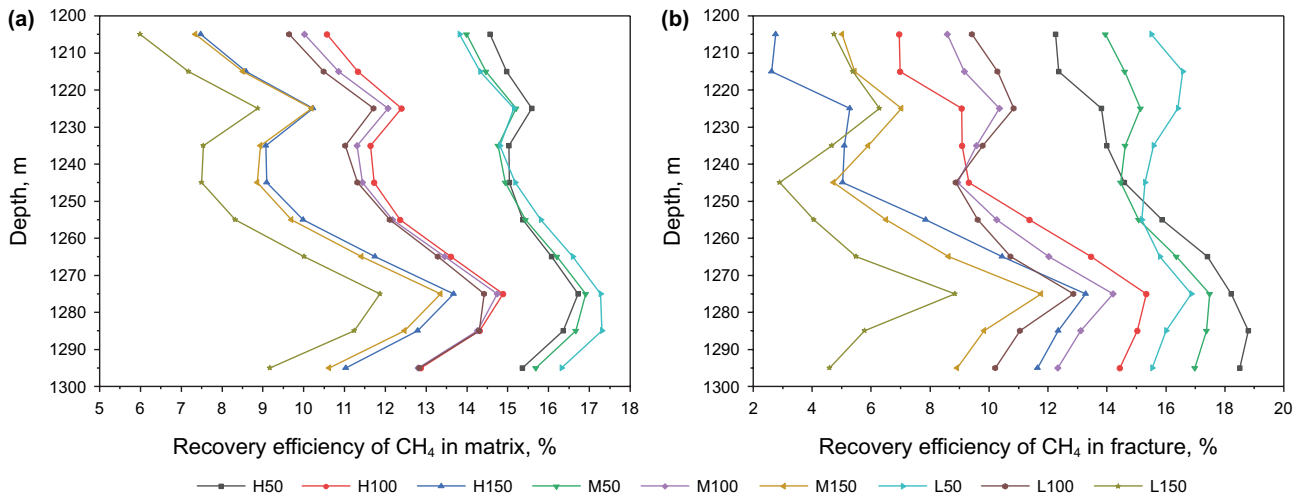 (a)
1200
1210
1220
1230
1240
1250
1260
1270
1280
1290
1300
Depth, m
5 6 7 8 9 10 11 12 13 14 15 16 17 18
Recovery efficiency of CH₄ in matrix, %
(b)
1200
1210
1220
1230
1240
1250
1260
1270
1280
1290
1300
Depth, m
2 4 6 8 10 12 14 16 18 20
Recovery efficiency of CH₄ in fracture, %
H50 H100 H150 M50 M100 M150 L50 L100 L150